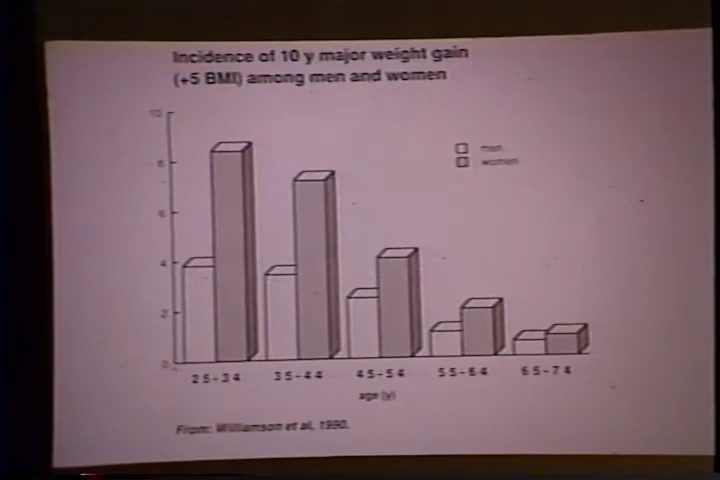 Incidence of 10 y major weight gain
(+5 BMI) among men and women
10
8
6
4
2
0
men
women
25-34 35-44 45-54 55-64 65-74
age (y)
From: Williamson et al, 1990.